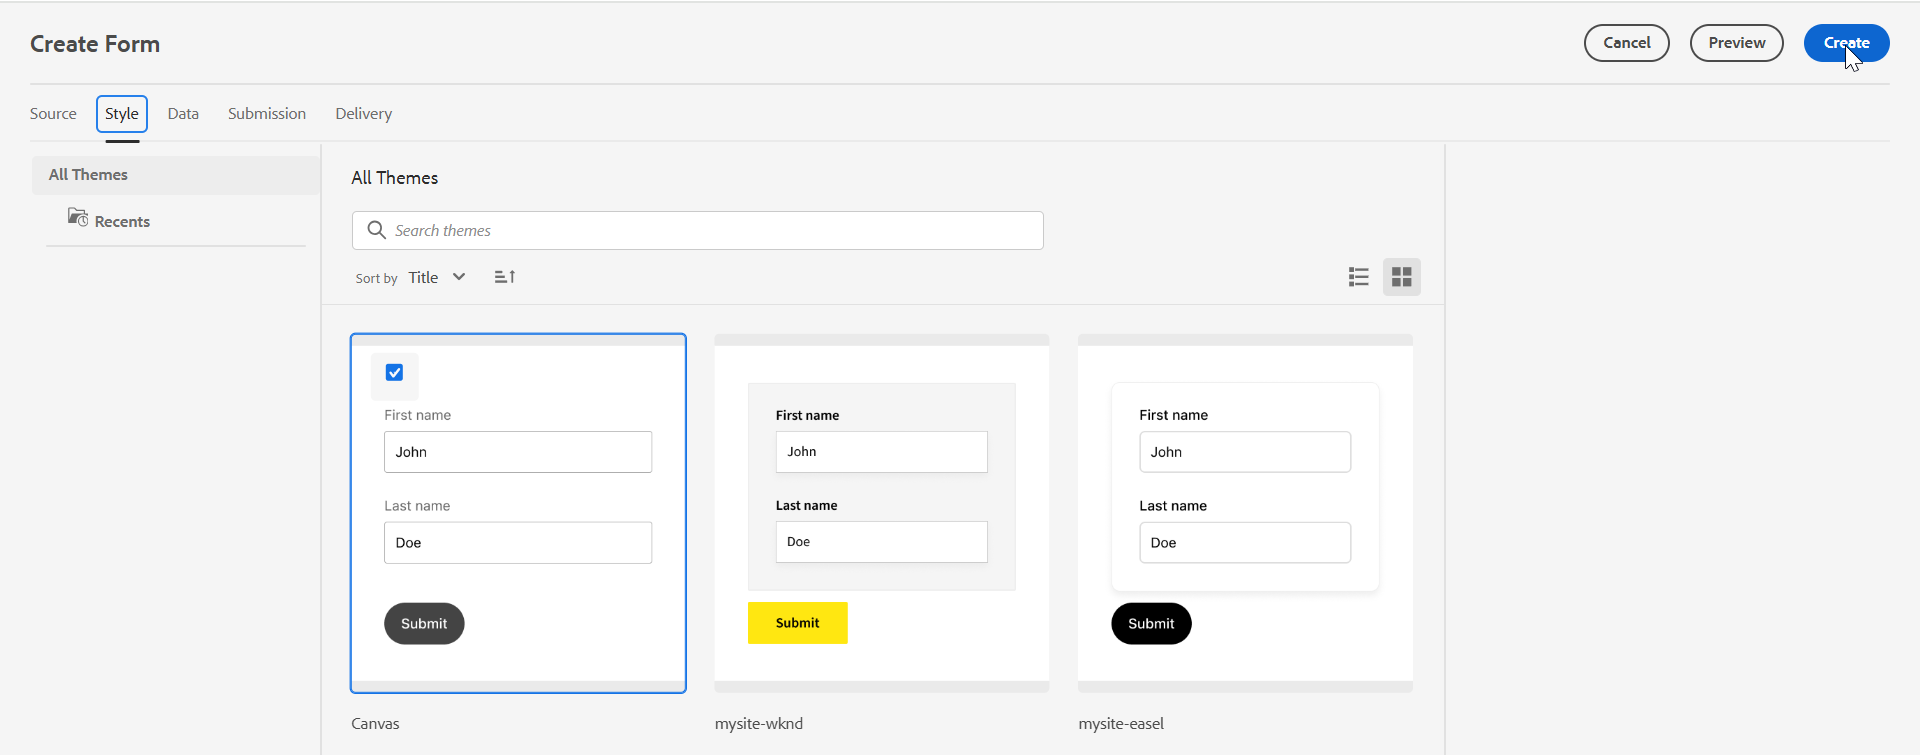 Create Form
Cancel
Preview
Create
Source
Style
Data
Submission
Delivery
All Themes
Recents
All Themes
Search themes
Sort by Title
First name
John
Last name
Doe
Submit
Canvas
First name
John
Last name
Doe
Submit
mysite-wknd
First name
John
Last name
Doe
Submit
mysite-easel